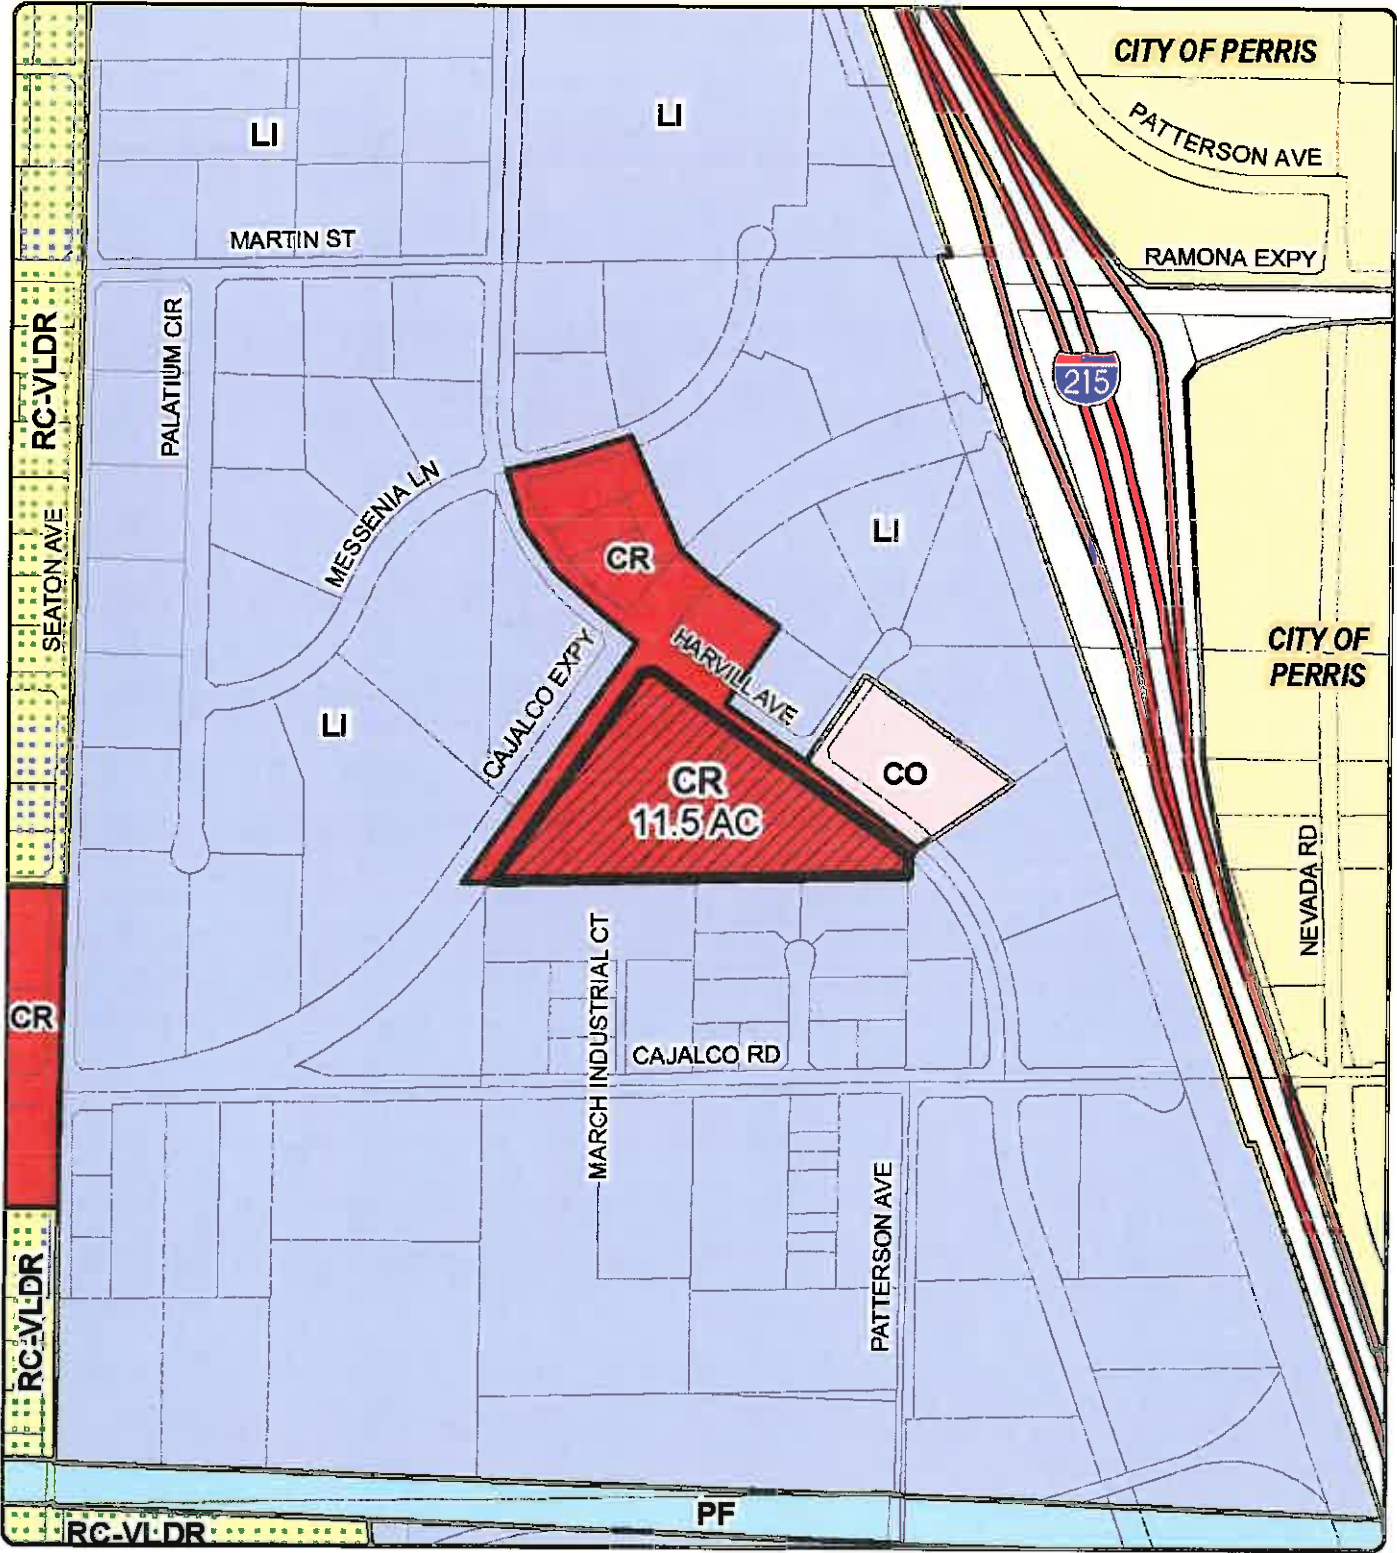 CITY OF PERRIS
LI
LI
PATTERSON AVE
MARTIN ST
RAMONA EXPY
PALATIUM CIR
RC-VLDR
215
MESSENIA LN
SEATON AVE
LI
CR
HARVILL AVE
CITY OF
PERRIS
CAJALCO EXPY
LI
CO
CR
11.5 AC
NEVADA RD
MARCH INDUSTRIAL CT
CR
CAJALCO RD
PATTERSON AVE
RC-VLDR
PF
RC-VLDR